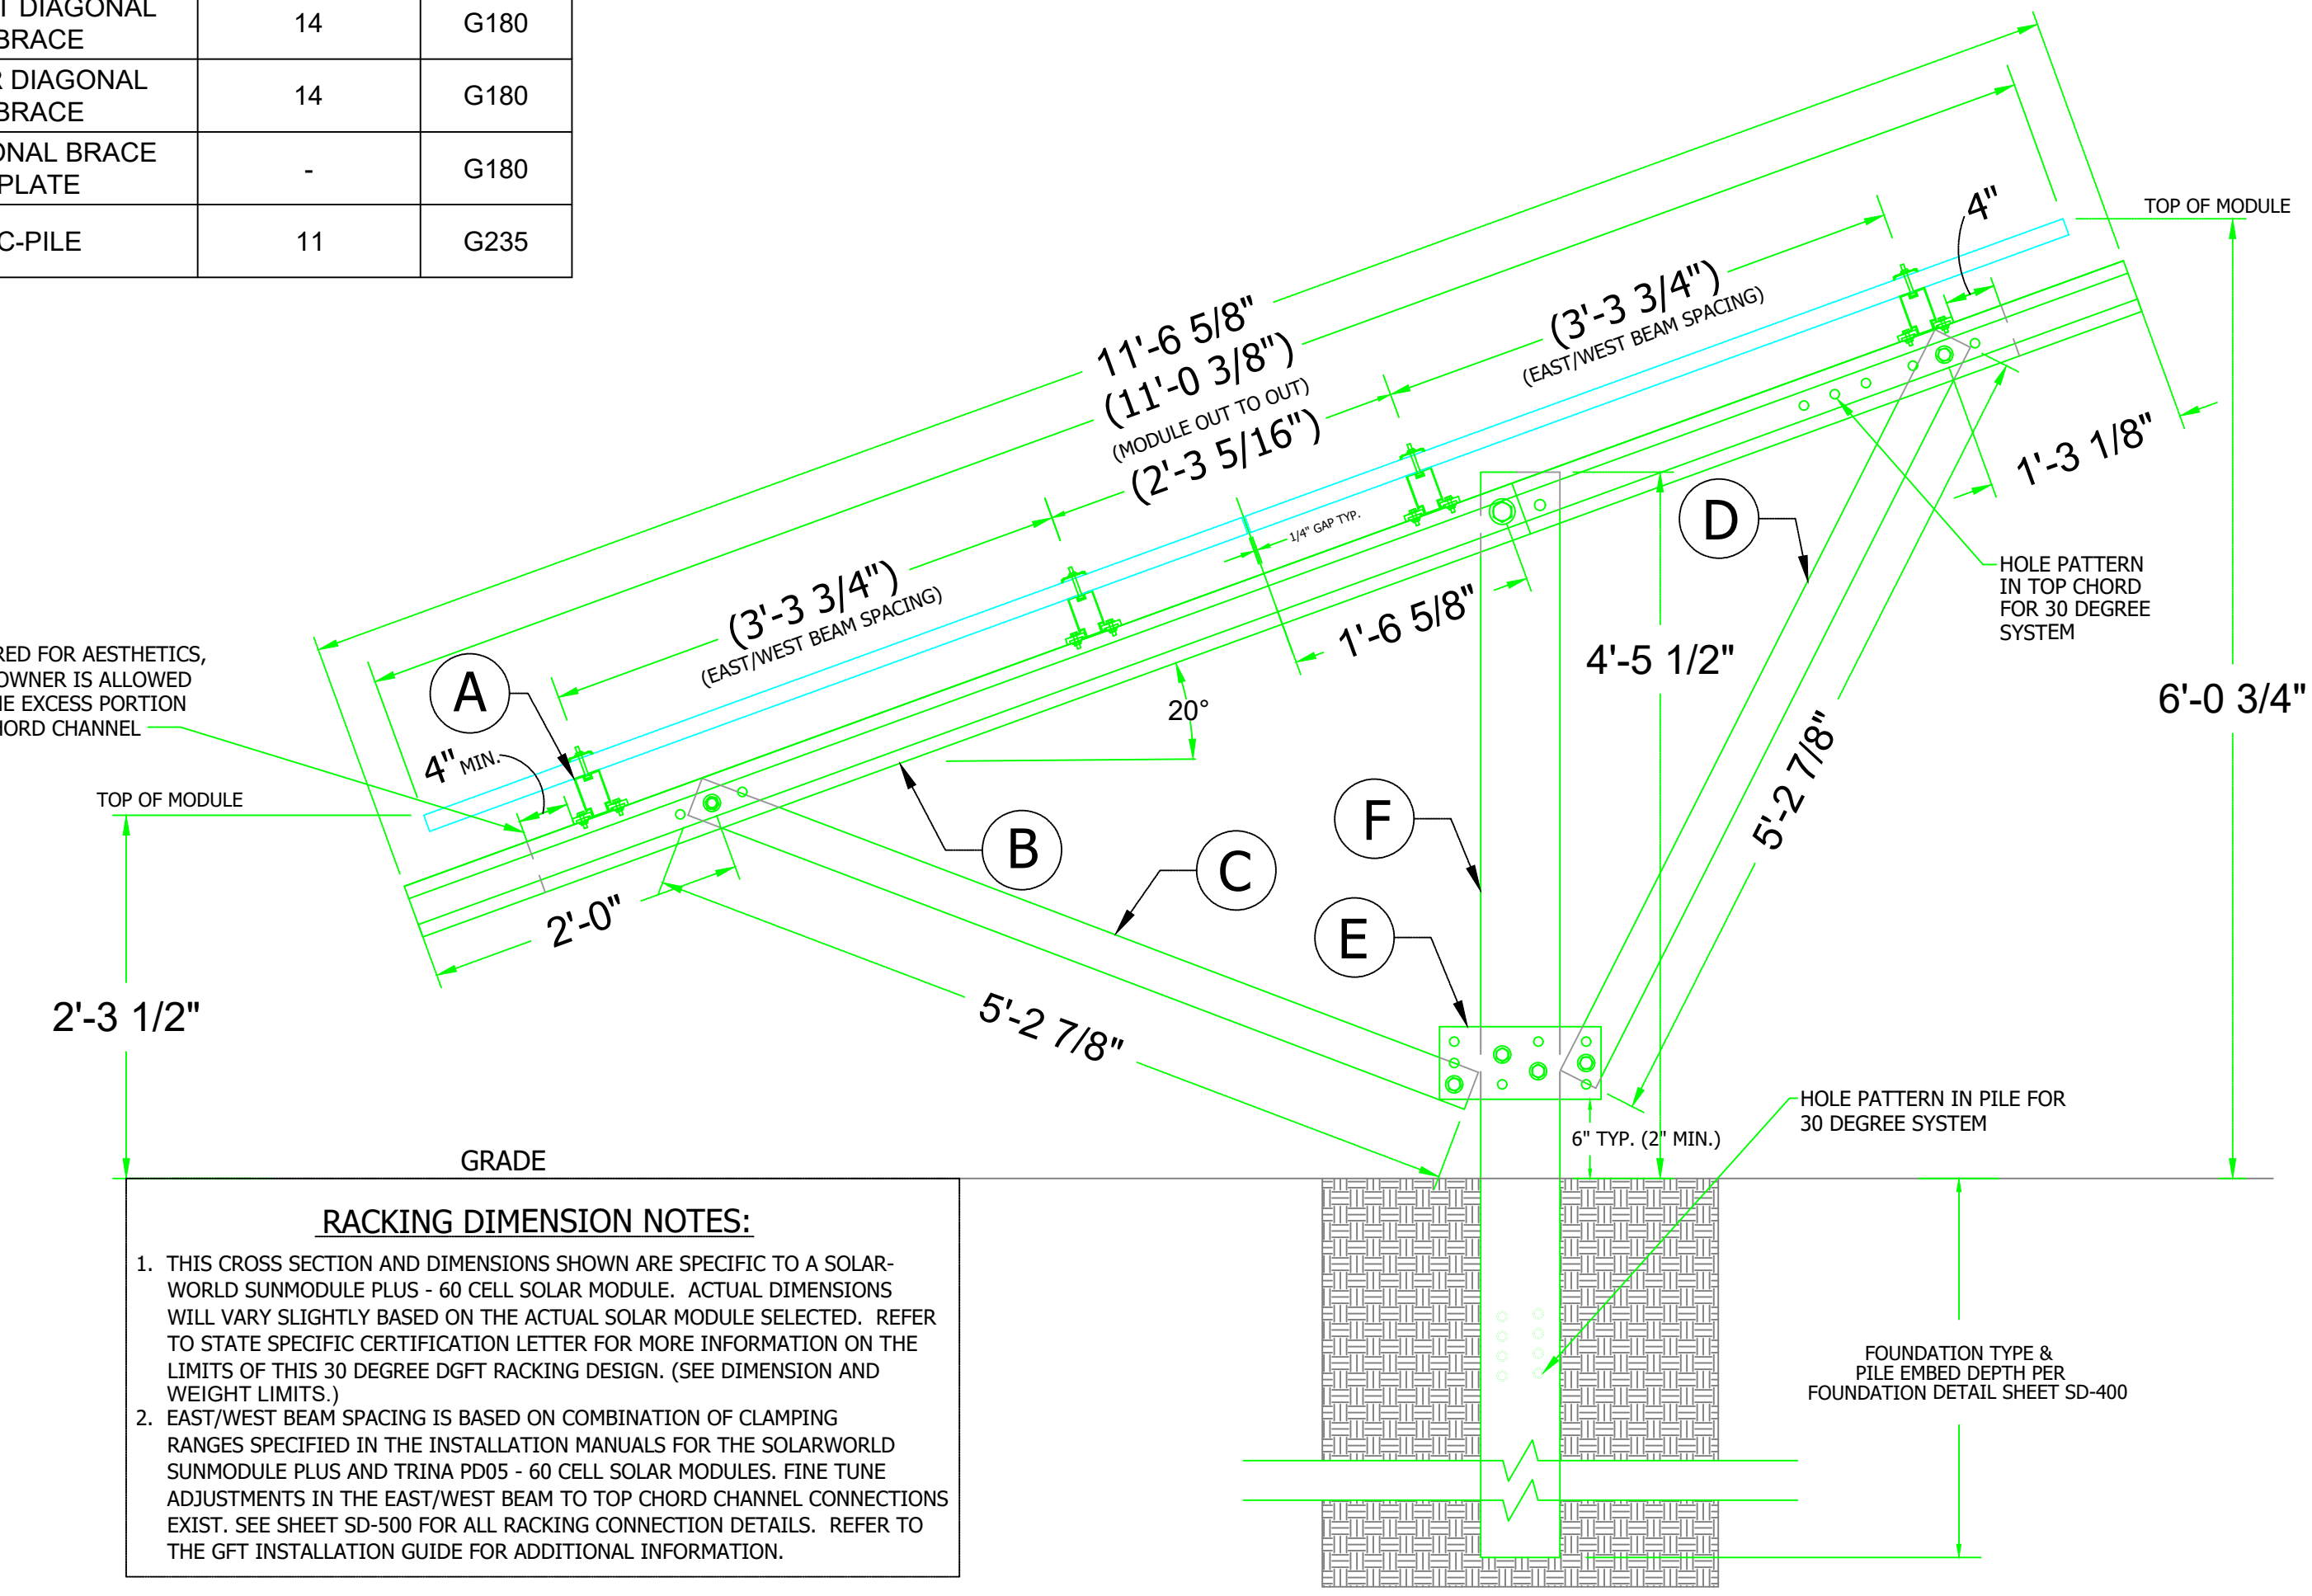 DIAGONAL
BRACE
14
G180
DIAGONAL
BRACE
14
G180
BRACE
PLATE
-
G180
C-PILE
11
G235
11'-6 5/8"
(11'-0 3/8")
(MODULE OUT TO OUT)
(2'-3 5/16")
(3'-3 3/4")
(EAST/WEST BEAM SPACING)
4"
TOP OF MODULE
1'-3 1/8"
D
HOLE PATTERN
IN TOP CHORD
FOR 30 DEGREE
SYSTEM
1/4" GAP TYP.
(3'-3 3/4")
(EAST/WEST BEAM SPACING)
1'-6 5/8"
4'-5 1/2"
6'-0 3/4"
FOR AESTHETICS,
OWNER IS ALLOWED
EXCESS PORTION
CHANNEL
A
4" MIN.
20°
TOP OF MODULE
B
C
F
E
5'-2 7/8"
2'-0"
2'-3 1/2"
5'-2 7/8"
HOLE PATTERN IN PILE FOR
30 DEGREE SYSTEM
6" TYP. (2" MIN.)
GRADE
RACKING DIMENSION NOTES:
1. THIS CROSS SECTION AND DIMENSIONS SHOWN ARE SPECIFIC TO A SOLAR-
WORLD SUNMODULE PLUS - 60 CELL SOLAR MODULE. ACTUAL DIMENSIONS
WILL VARY SLIGHTLY BASED ON THE ACTUAL SOLAR MODULE SELECTED. REFER
TO STATE SPECIFIC CERTIFICATION LETTER FOR MORE INFORMATION ON THE
LIMITS OF THIS 30 DEGREE DGFT RACKING DESIGN. (SEE DIMENSION AND
WEIGHT LIMITS.)
2. EAST/WEST BEAM SPACING IS BASED ON COMBINATION OF CLAMPING
RANGES SPECIFIED IN THE INSTALLATION MANUALS FOR THE SOLARWORLD
SUNMODULE PLUS AND TRINA PD05 - 60 CELL SOLAR MODULES. FINE TUNE
ADJUSTMENTS IN THE EAST/WEST BEAM TO TOP CHORD CHANNEL CONNECTIONS
EXIST. SEE SHEET SD-500 FOR ALL RACKING CONNECTION DETAILS. REFER TO
THE GFT INSTALLATION GUIDE FOR ADDITIONAL INFORMATION.
FOUNDATION TYPE &
PILE EMBED DEPTH PER
FOUNDATION DETAIL SHEET SD-400